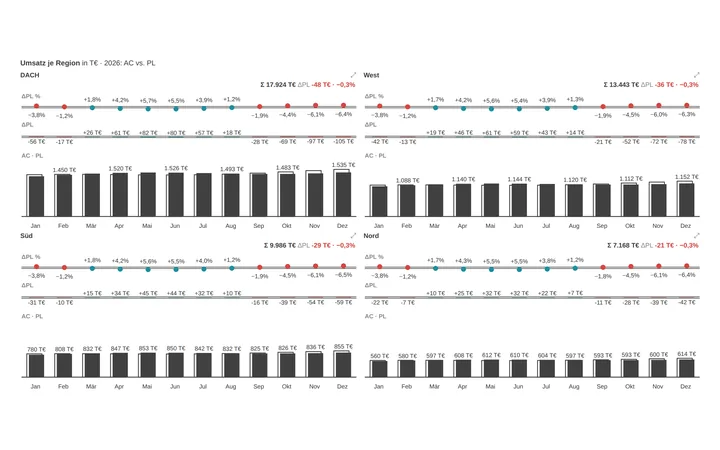 Umsatz je Region in T€ · 2026: AC vs. PL
DACH
Σ 17.924 T€ ΔPL -48 T€ · −0,3%
ΔPL %
+1,8% +4,2% +5,7% +5,5% +3,9% +1,2%
−3,8% −1,2% −1,9% −4,4% −6,1% −6,4%
ΔPL
+26 T€ +61 T€ +82 T€ +80 T€ +57 T€ +18 T€
-56 T€ -17 T€ -28 T€ -69 T€ -97 T€ -105 T€
AC · PL
1.450 T€ 1.520 T€ 1.526 T€ 1.493 T€ 1.483 T€ 1.535 T€
Jan Feb Mär Apr Mai Jun Jul Aug Sep Okt Nov Dez
West
Σ 13.443 T€ ΔPL -36 T€ · −0,3%
ΔPL %
+1,7% +4,2% +5,6% +5,4% +3,9% +1,3%
−3,8% −1,2% −1,9% −4,5% −6,0% −6,3%
ΔPL
+19 T€ +46 T€ +61 T€ +59 T€ +43 T€ +14 T€
-42 T€ -13 T€ -21 T€ -52 T€ -72 T€ -78 T€
AC · PL
1.088 T€ 1.140 T€ 1.144 T€ 1.120 T€ 1.112 T€ 1.152 T€
Jan Feb Mär Apr Mai Jun Jul Aug Sep Okt Nov Dez
Süd
Σ 9.986 T€ ΔPL -29 T€ · −0,3%
ΔPL %
+1,8% +4,2% +5,6% +5,5% +4,0% +1,2%
−3,8% −1,2% −1,9% −4,5% −6,1% −6,5%
ΔPL
+15 T€ +34 T€ +45 T€ +44 T€ +32 T€ +10 T€
-31 T€ -10 T€ -16 T€ -39 T€ -54 T€ -59 T€
AC · PL
780 T€ 808 T€ 832 T€ 847 T€ 853 T€ 850 T€ 842 T€ 832 T€ 825 T€ 826 T€ 836 T€ 855 T€
Jan Feb Mär Apr Mai Jun Jul Aug Sep Okt Nov Dez
Nord
Σ 7.168 T€ ΔPL -21 T€ · −0,3%
ΔPL %
+1,7% +4,3% +5,5% +5,5% +3,8% +1,2%
−3,8% −1,2% −1,8% −4,5% −6,1% −6,4%
ΔPL
+10 T€ +25 T€ +32 T€ +32 T€ +22 T€ +7 T€
-22 T€ -7 T€ -11 T€ -28 T€ -39 T€ -42 T€
AC · PL
560 T€ 580 T€ 597 T€ 608 T€ 612 T€ 610 T€ 604 T€ 597 T€ 593 T€ 593 T€ 600 T€ 614 T€
Jan Feb Mär Apr Mai Jun Jul Aug Sep Okt Nov Dez